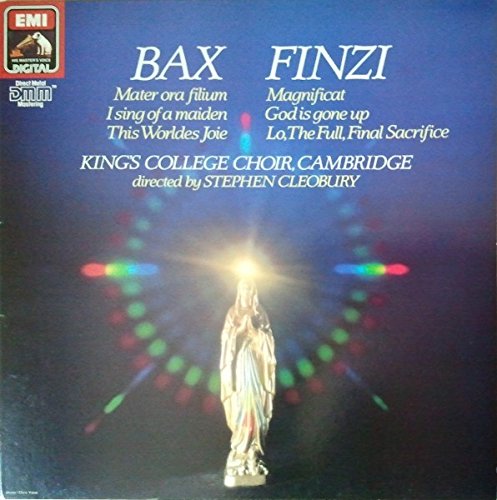 EMI
HIS MASTER'S VOICE
DIGITAL
Direct Metal
DMM™
Mastering
BAX
Mater ora filium
I sing of a maiden
This Worldes Joie
FINZI
Magnificat
God is gone up
Lo, The Full, Final Sacrifice
KING'S COLLEGE CHOIR, CAMBRIDGE
directed by STEPHEN CLEOBURY